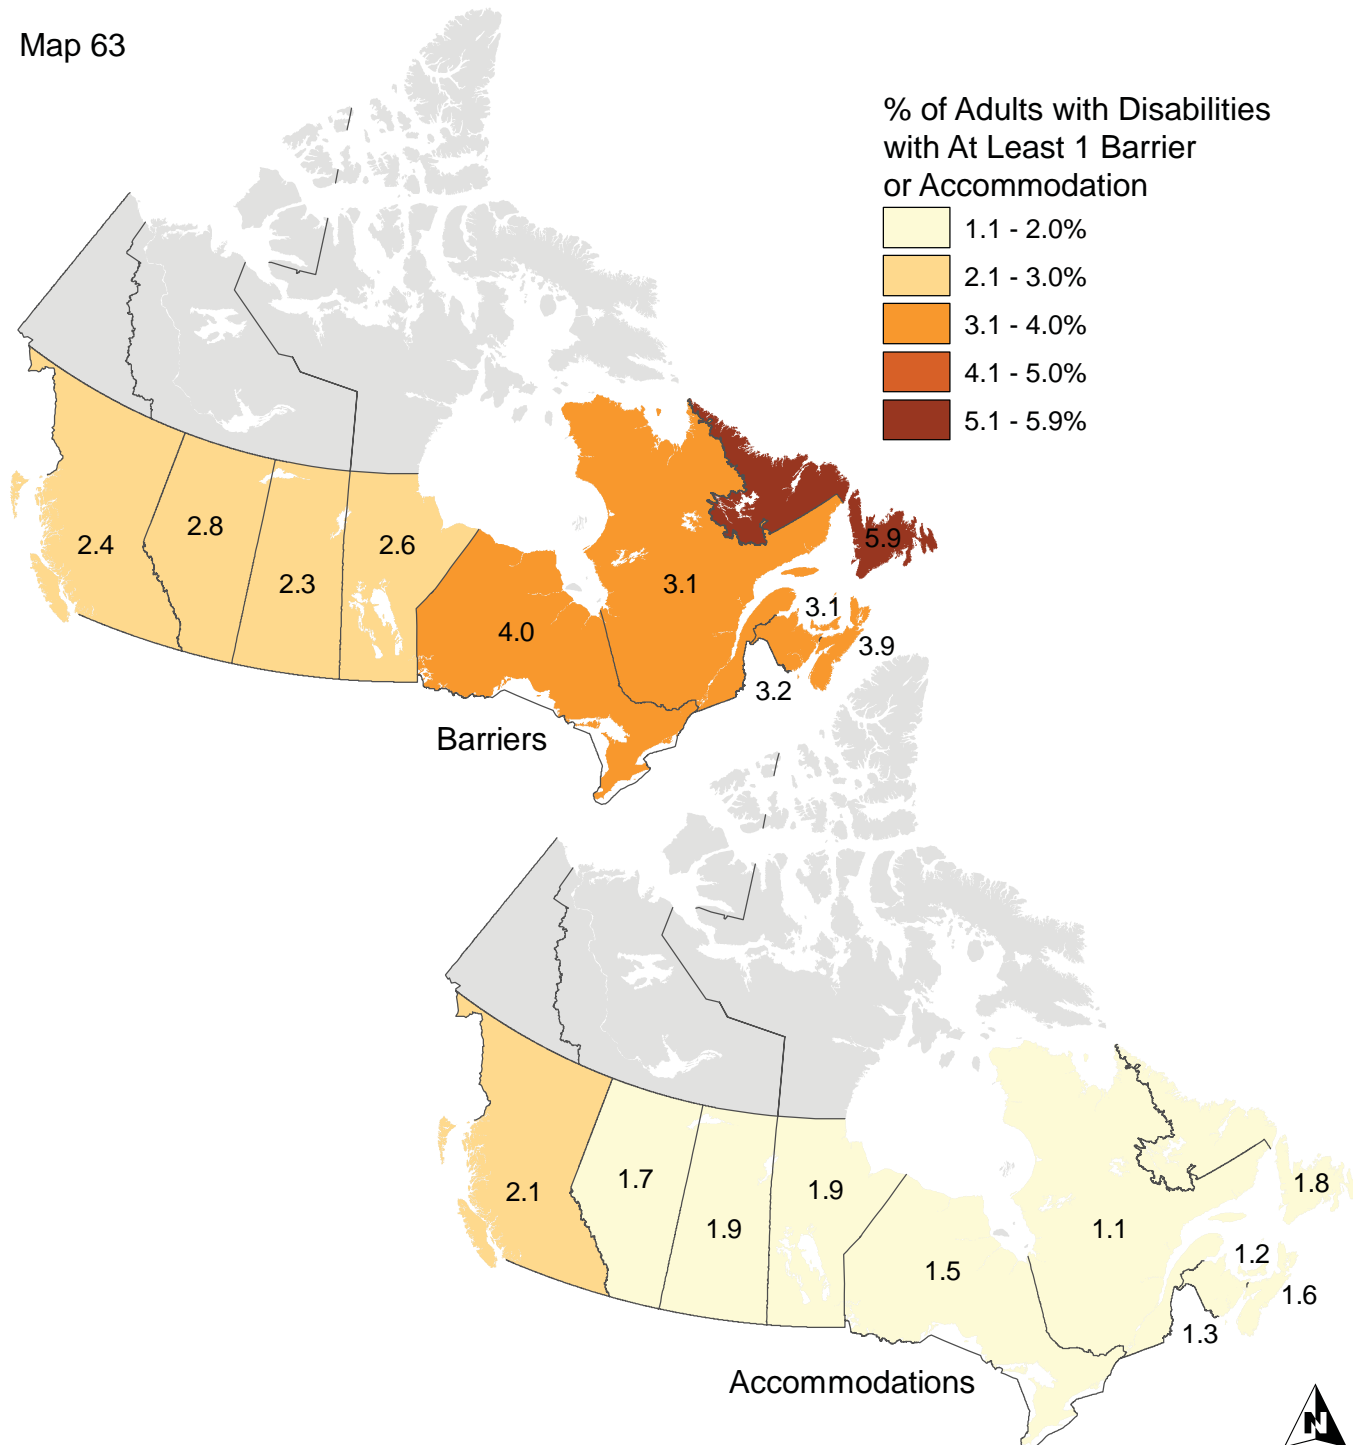 Map 63
% of Adults with Disabilities
with At Least 1 Barrier
or Accommodation
1.1 - 2.0%
2.1 - 3.0%
3.1 - 4.0%
4.1 - 5.0%
5.1 - 5.9%
2.4
2.8
2.3
2.6
4.0
3.1
5.9
3.1
3.9
3.2
Barriers
2.1
1.7
1.9
1.9
1.5
1.1
1.8
1.2
1.6
1.3
Accommodations
N